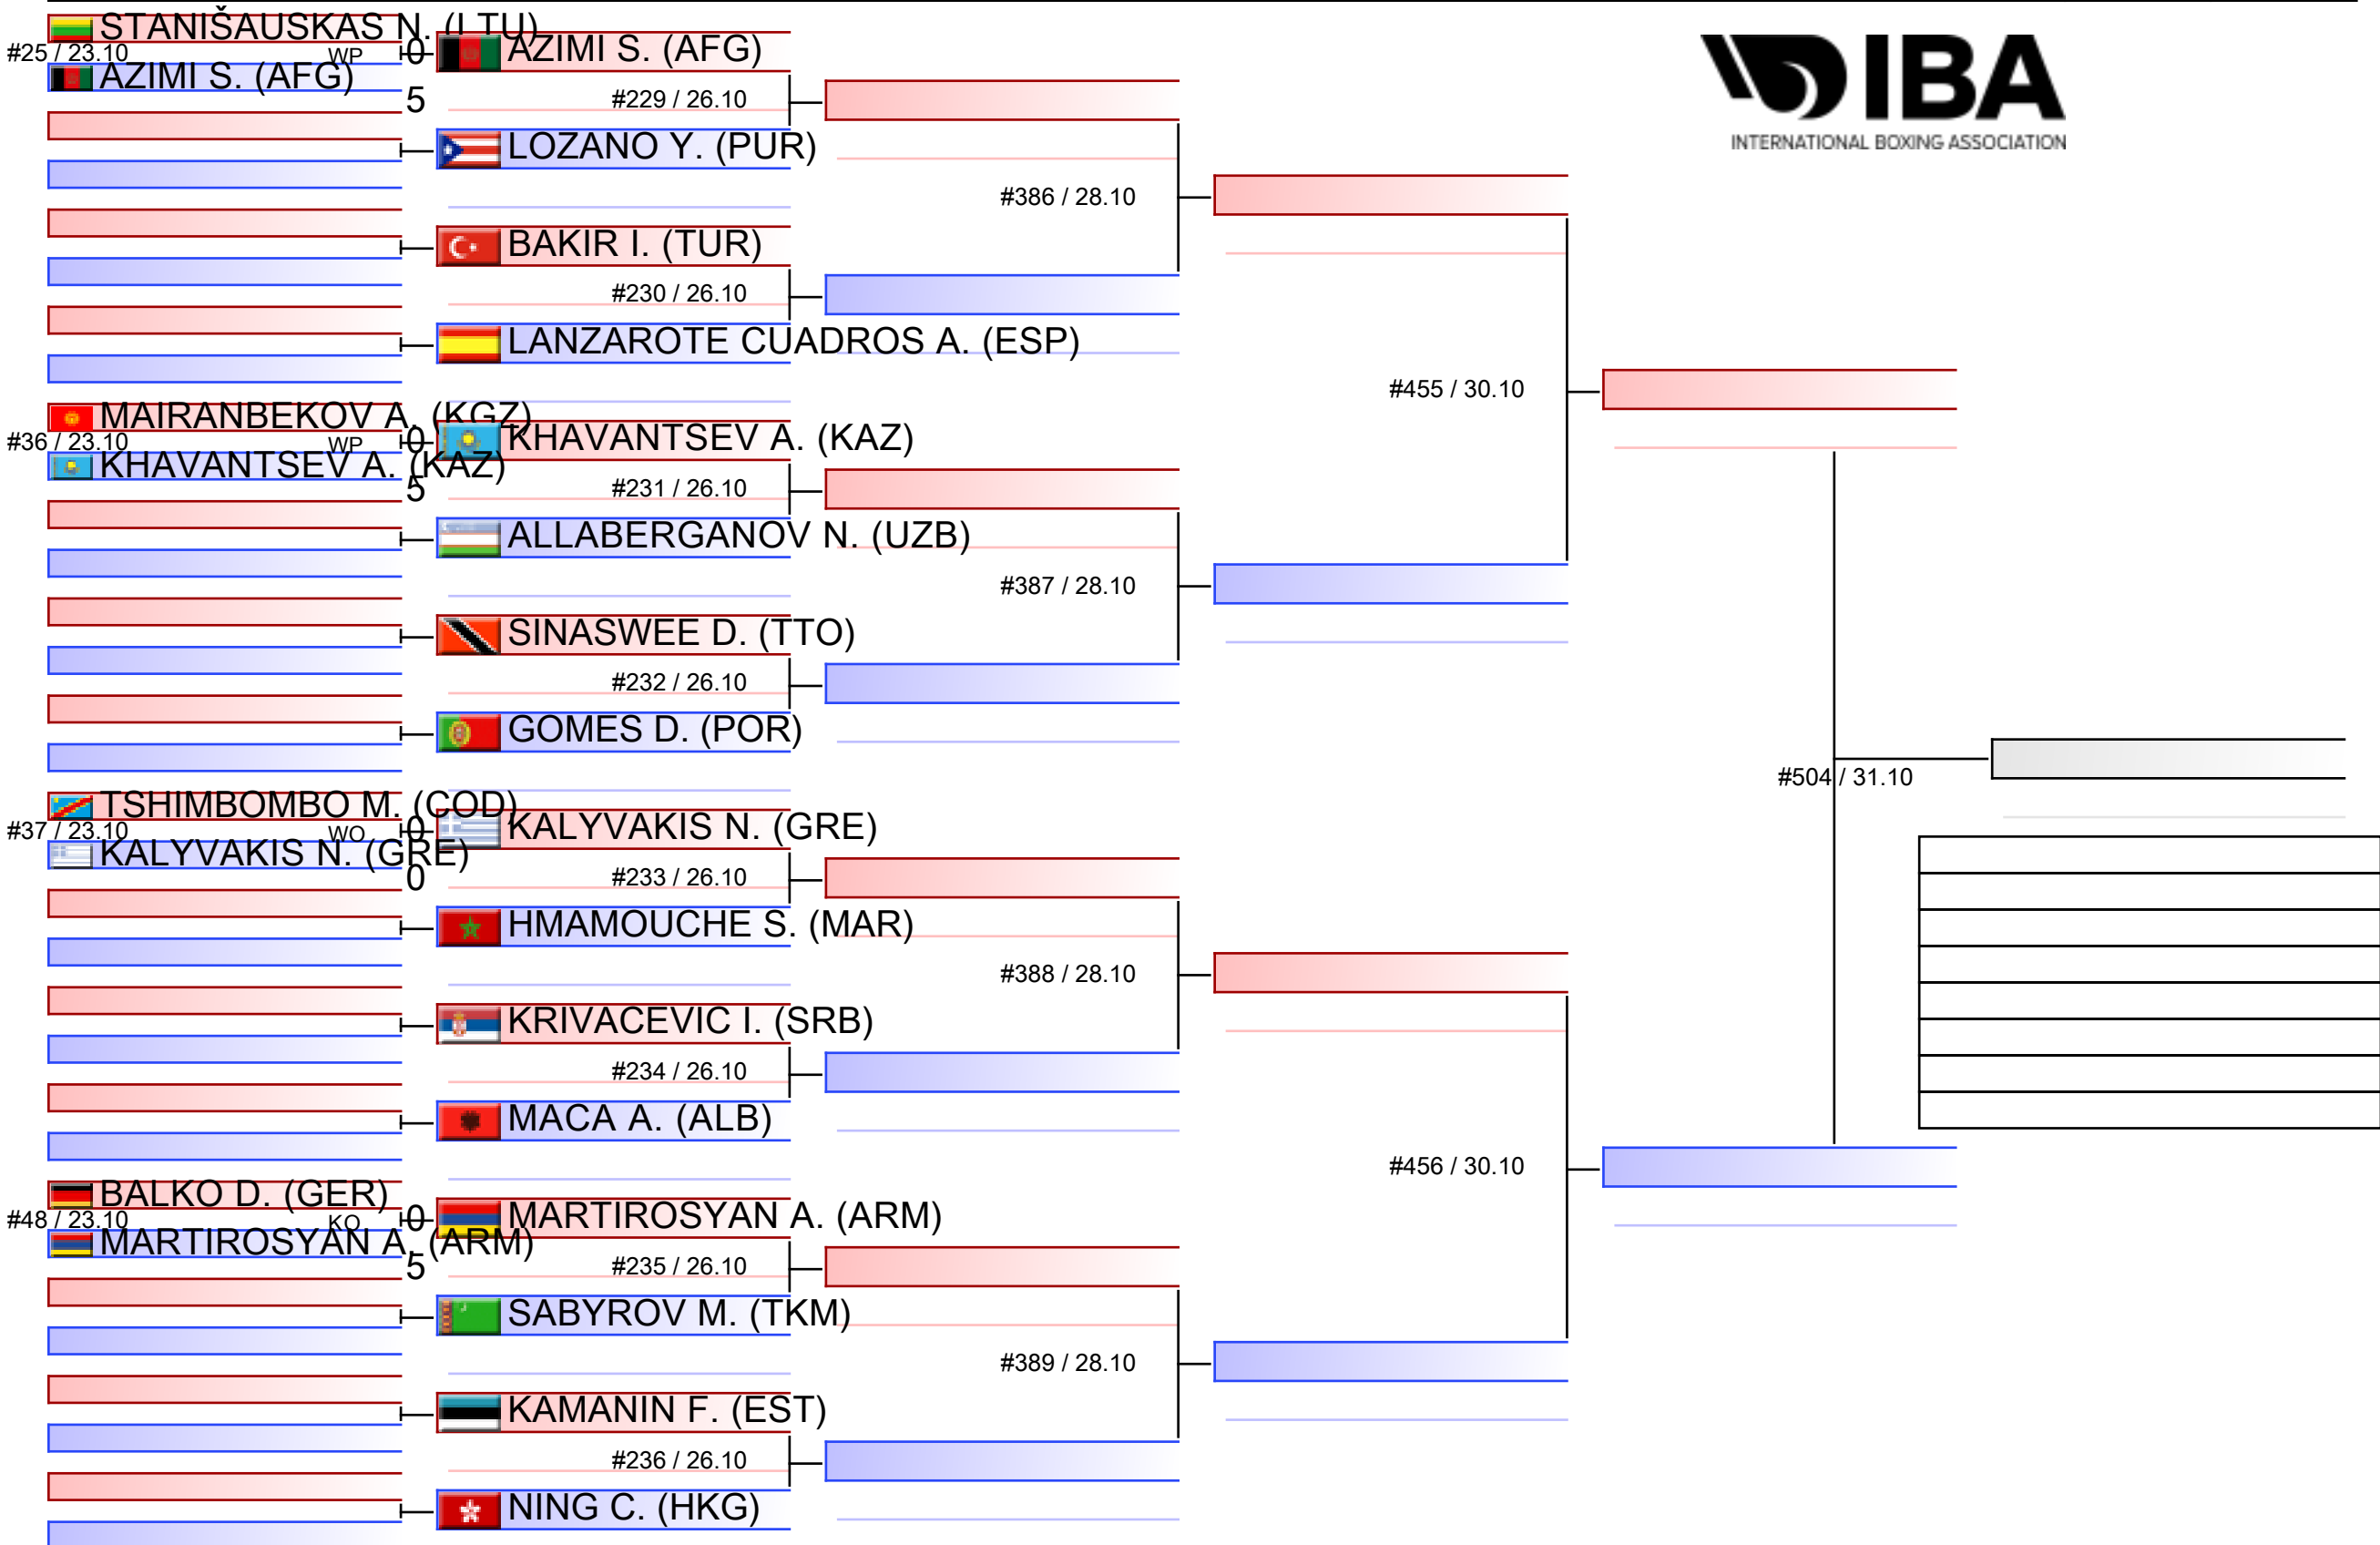 IBA
INTERNATIONAL BOXING ASSOCIATION
STANIŠAUSKAS N. (LTU)
#25 / 23.10 WP 0
AZIMI S. (AFG)
5
AZIMI S. (AFG)
#229 / 26.10
LOZANO Y. (PUR)
#386 / 28.10
BAKIR I. (TUR)
#230 / 26.10
LANZAROTE CUADROS A. (ESP)
#455 / 30.10
MAIRANBEKOV A. (KGZ)
#36 / 23.10 WP 0
KHAVANTSEV A. (KAZ)
5
KHAVANTSEV A. (KAZ)
#231 / 26.10
ALLABERGANOV N. (UZB)
#387 / 28.10
SINASWEE D. (TTO)
#232 / 26.10
GOMES D. (POR)
#504 / 31.10
TSHIMBOMBO M. (COD)
#37 / 23.10 WO 0
KALYVAKIS N. (GRE)
0
KALYVAKIS N. (GRE)
#233 / 26.10
HMAMOUCHE S. (MAR)
#388 / 28.10
KRIVACEVIC I. (SRB)
#234 / 26.10
MACA A. (ALB)
#456 / 30.10
BALKO D. (GER)
#48 / 23.10 KO 0
MARTIROSYAN A. (ARM)
5
MARTIROSYAN A. (ARM)
#235 / 26.10
SABYROV M. (TKM)
#389 / 28.10
KAMANIN F. (EST)
#236 / 26.10
NING C. (HKG)